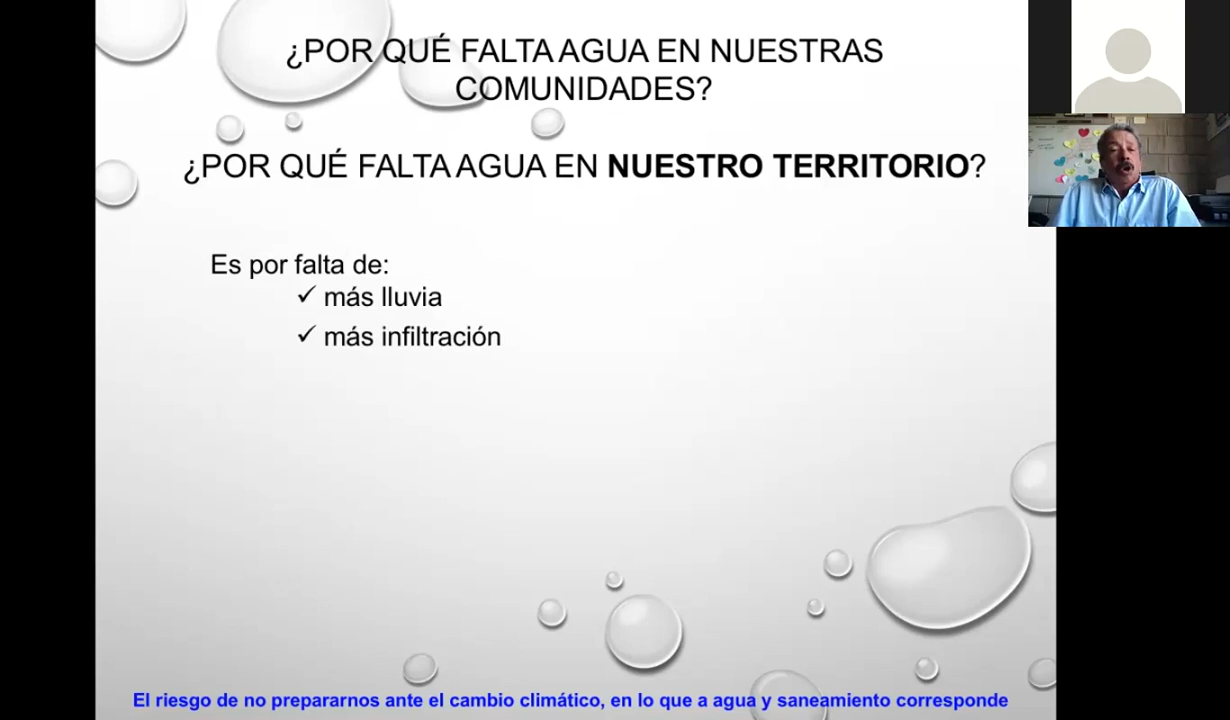 ¿POR QUÉ FALTA AGUA EN NUESTRAS
COMUNIDADES?
¿POR QUÉ FALTA AGUA EN NUESTRO TERRITORIO?
Es por falta de:
✓ más lluvia
✓ más infiltración
El riesgo de no prepararnos ante el cambio climático, en lo que a agua y saneamiento corresponde